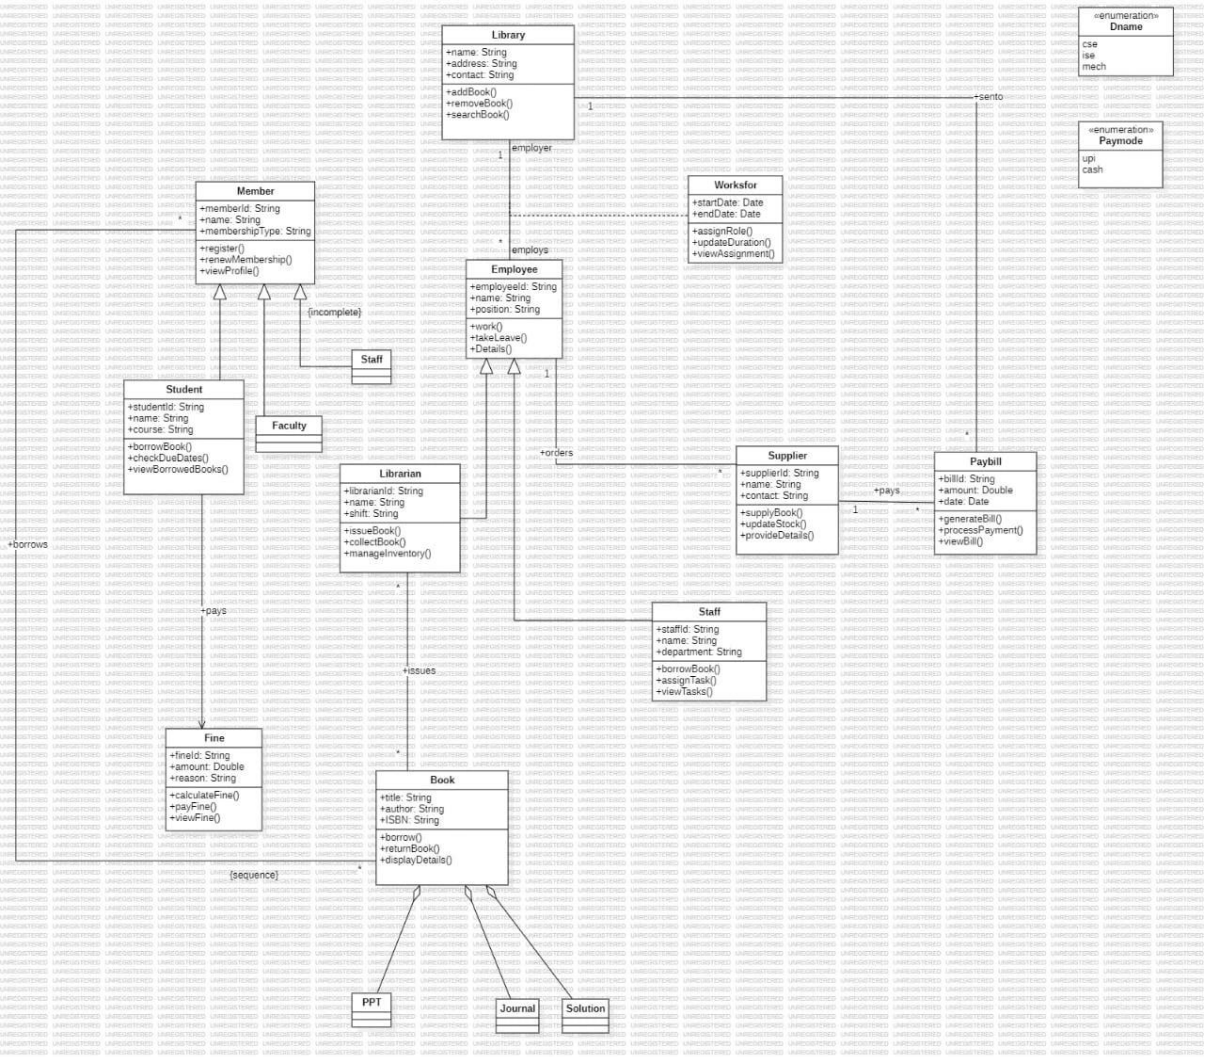 Library
+name: String
+address: String
+contact: String
+addBook()
+removeBook()
+searchBook()
«enumeration»
Dname
cse
ise
mech
+sento
1
«enumeration»
Paymode
upi
cash
1
employer
Worksfor
+startDate: Date
+endDate: Date
+assignRole()
+updateDuration()
+viewAssignment()
Member
+memberId: String
+name: String
+membershipType: String
+register()
+renewMembership()
+viewProfile()
*
*
employs
Employee
+employeeId: String
+name: String
+position: String
+work()
+takeLeave()
+Details()
{incomplete}
Staff
1
Student
+studentId: String
+name: String
+course: String
+borrowBook()
+checkDueDates()
+viewBorrowedBooks()
Faculty
+orders
*
Librarian
+librarianId: String
+name: String
+shift: String
+issueBook()
+collectBook()
+manageInventory()
Supplier
+supplierId: String
+name: String
+contact: String
+supplyBook()
+updateStock()
+provideDetails()
+pays
1
*
*
Paybill
+billId: String
+amount: Double
+date: Date
+generateBill()
+processPayment()
+viewBill()
+borrows
*
+pays
Staff
+staffId: String
+name: String
+department: String
+borrowBook()
+assignTask()
+viewTasks()
+issues
*
Fine
+fineId: String
+amount: Double
+reason: String
+calculateFine()
+payFine()
+viewFine()
Book
+title: String
+author: String
+ISBN: String
+borrow()
+returnBook()
+displayDetails()
*
{sequence}
PPT
Journal
Solution